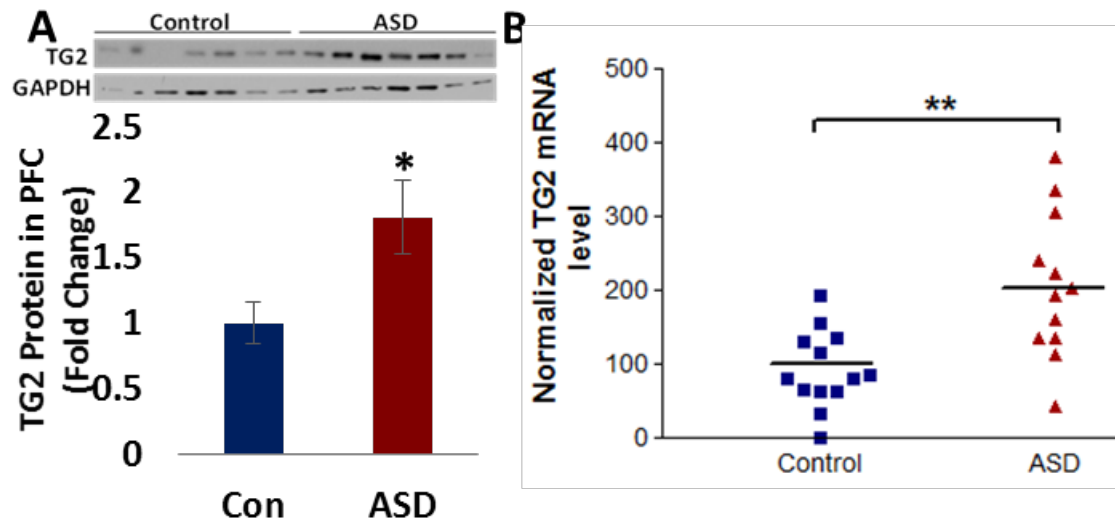 A
Control
ASD
TG2
GAPDH
TG2 Protein in PFC
(Fold Change)
2.5
2
1.5
1
0.5
0
*
Con
ASD
B
Normalized TG2 mRNA
level
500
400
300
200
100
0
**
Control
ASD